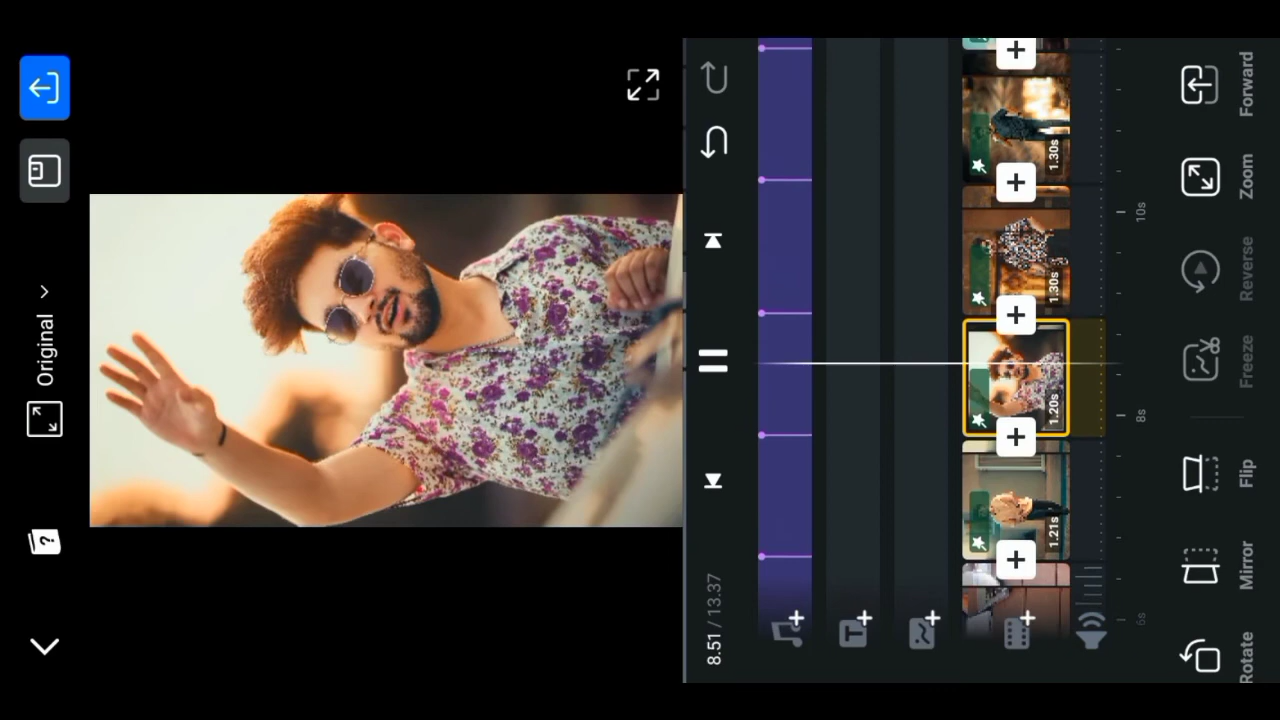 Original
?
8.51 / 13.37
T
1.30s
1.30s
1.20s
1.21s
10s
8s
6s
Forward
Zoom
Reverse
Freeze
Flip
Mirror
Rotate